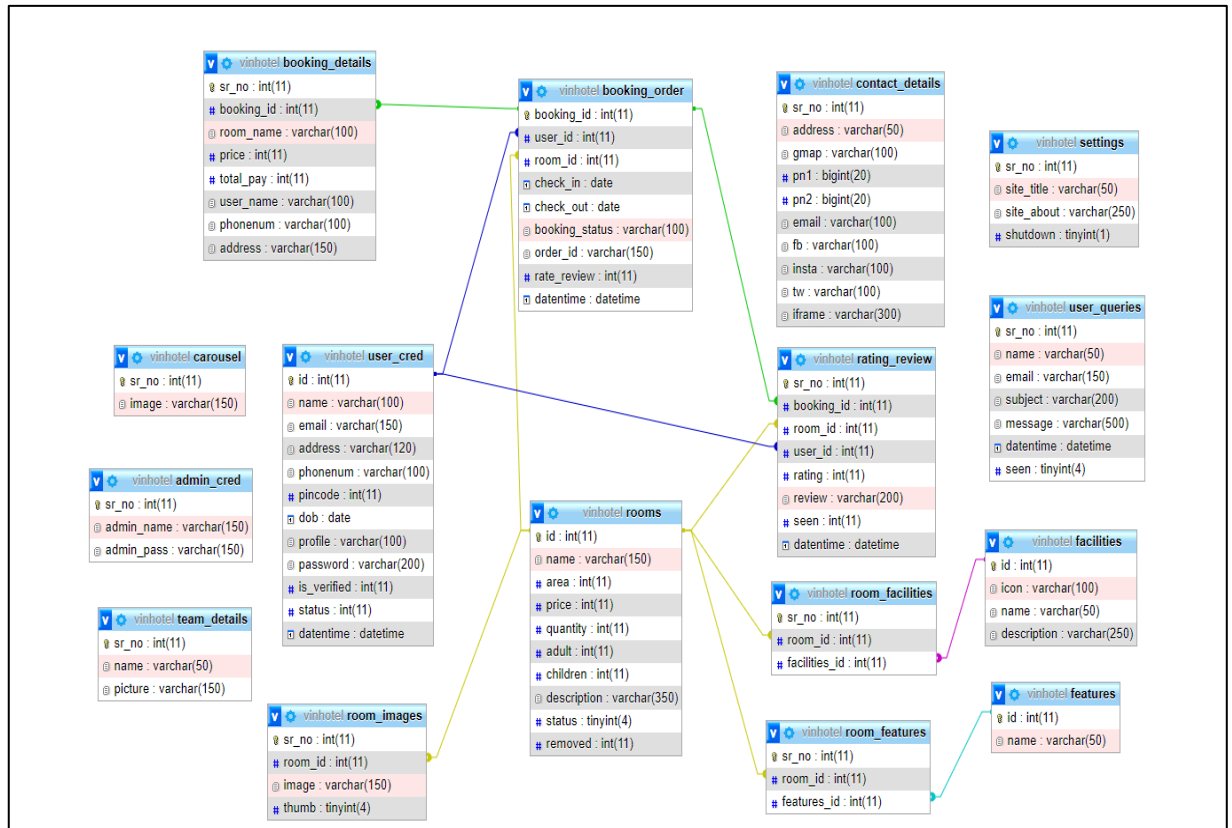 vinhotel booking_details
sr_no : int(11)
booking_id : int(11)
room_name : varchar(100)
price : int(11)
total_pay : int(11)
user_name : varchar(100)
phonenum : varchar(100)
address : varchar(150)
vinhotel booking_order
booking_id : int(11)
user_id : int(11)
room_id : int(11)
check_in : date
check_out : date
booking_status : varchar(100)
order_id : varchar(150)
rate_review : int(11)
datentime : datetime
vinhotel contact_details
sr_no : int(11)
address : varchar(50)
gmap : varchar(100)
pn1 : bigint(20)
pn2 : bigint(20)
email : varchar(100)
fb : varchar(100)
insta : varchar(100)
tw : varchar(100)
iframe : varchar(300)
vinhotel settings
sr_no : int(11)
site_title : varchar(50)
site_about : varchar(250)
shutdown : tinyint(1)
vinhotel carousel
sr_no : int(11)
image : varchar(150)
vinhotel user_cred
id : int(11)
name : varchar(100)
email : varchar(150)
address : varchar(120)
phonenum : varchar(100)
pincode : int(11)
dob : date
profile : varchar(100)
password : varchar(200)
is_verified : int(11)
status : int(11)
datentime : datetime
vinhotel rating_review
sr_no : int(11)
booking_id : int(11)
room_id : int(11)
user_id : int(11)
rating : int(11)
review : varchar(200)
seen : int(11)
datentime : datetime
vinhotel user_queries
sr_no : int(11)
name : varchar(50)
email : varchar(150)
subject : varchar(200)
message : varchar(500)
datentime : datetime
seen : tinyint(4)
vinhotel admin_cred
sr_no : int(11)
admin_name : varchar(150)
admin_pass : varchar(150)
vinhotel rooms
id : int(11)
name : varchar(150)
area : int(11)
price : int(11)
quantity : int(11)
adult : int(11)
children : int(11)
description : varchar(350)
status : tinyint(4)
removed : int(11)
vinhotel facilities
id : int(11)
icon : varchar(100)
name : varchar(50)
description : varchar(250)
vinhotel room_facilities
sr_no : int(11)
room_id : int(11)
facilities_id : int(11)
vinhotel team_details
sr_no : int(11)
name : varchar(50)
picture : varchar(150)
vinhotel room_images
sr_no : int(11)
room_id : int(11)
image : varchar(150)
thumb : tinyint(4)
vinhotel room_features
sr_no : int(11)
room_id : int(11)
features_id : int(11)
vinhotel features
id : int(11)
name : varchar(50)